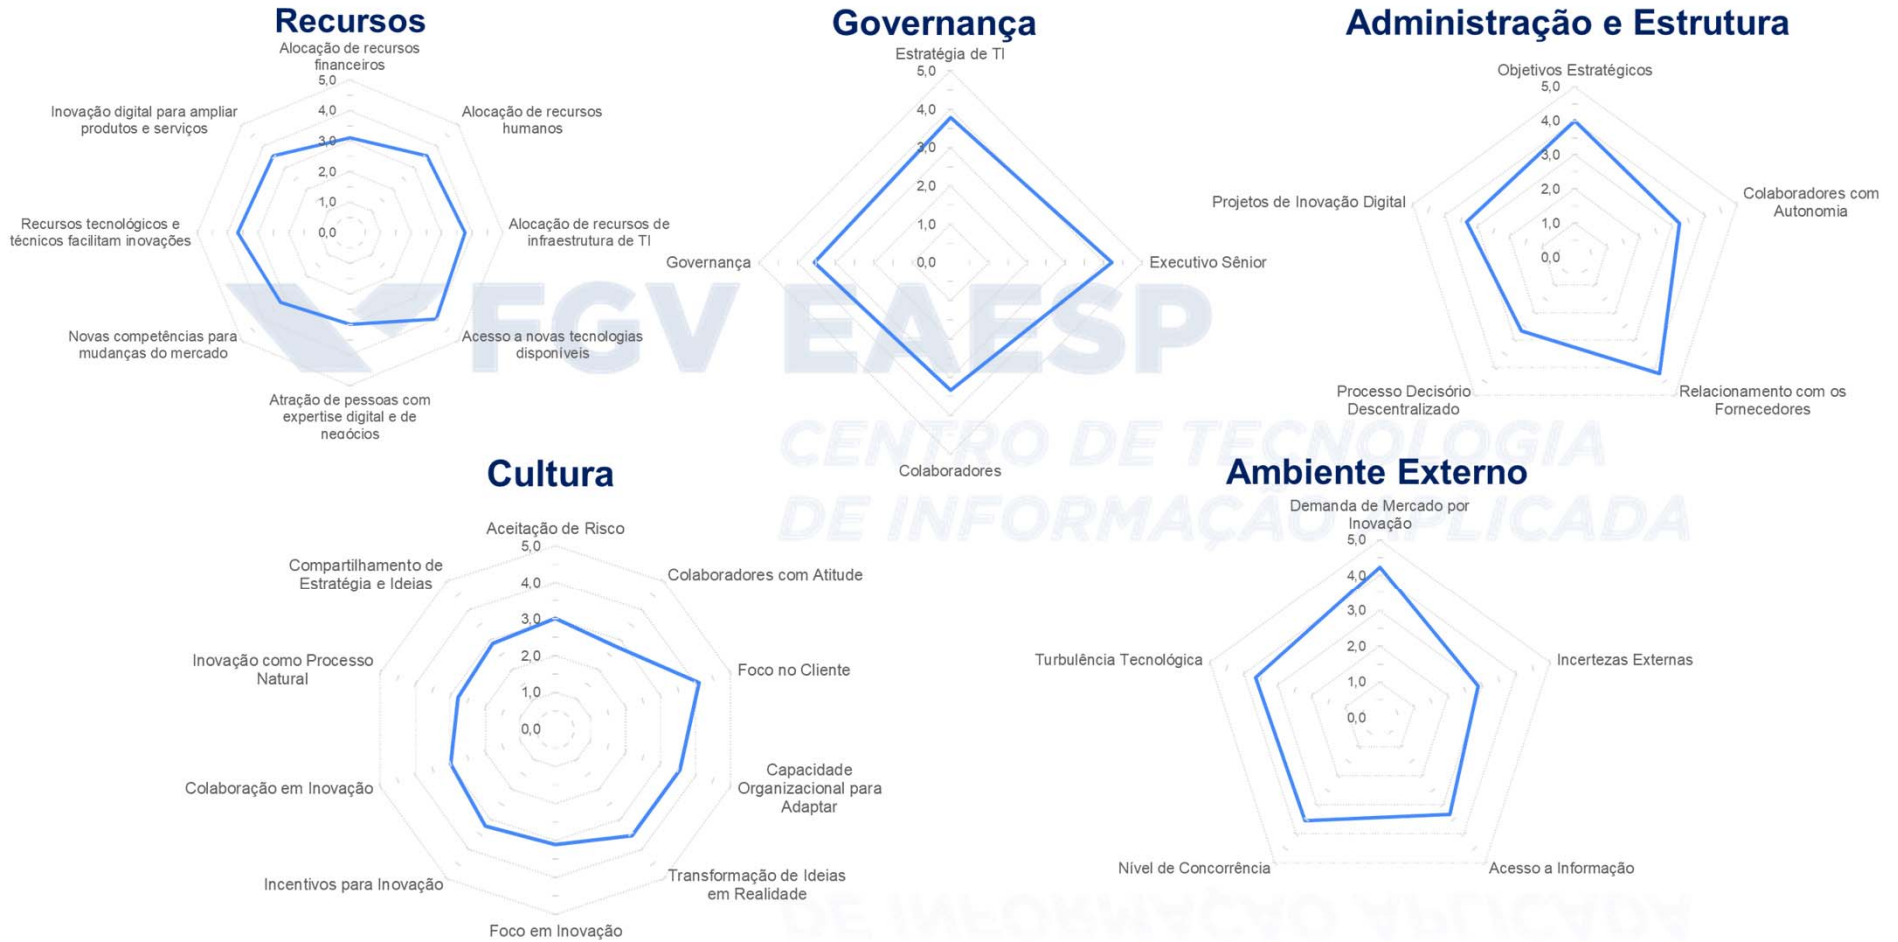 Recursos
Alocação de recursos
financeiros
5,0
4,0
3,0
2,0
1,0
0,0
Alocação de recursos
humanos
Alocação de recursos de
infraestrutura de TI
Acesso a novas tecnologias
disponíveis
Atração de pessoas com
expertise digital e de
negócios
Novas competências para
mudanças do mercado
Recursos tecnológicos e
técnicos facilitam inovações
Inovação digital para ampliar
produtos e serviços
Governança
Estratégia de TI
5,0
4,0
3,0
2,0
1,0
0,0
Executivo Sênior
Colaboradores
Governança
Administração e Estrutura
Objetivos Estratégicos
5,0
4,0
3,0
2,0
1,0
0,0
Colaboradores com
Autonomia
Relacionamento com os
Fornecedores
Processo Decisório
Descentralizado
Projetos de Inovação Digital
FGV EAESP
CENTRO DE TECNOLOGIA
DE INFORMAÇÃO APLICADA
Cultura
Aceitação de Risco
5,0
4,0
3,0
2,0
1,0
0,0
Colaboradores com Atitude
Foco no Cliente
Capacidade
Organizacional para
Adaptar
Transformação de Ideias
em Realidade
Foco em Inovação
Incentivos para Inovação
Colaboração em Inovação
Inovação como Processo
Natural
Compartilhamento de
Estratégia e Ideias
Ambiente Externo
Demanda de Mercado por
Inovação
5,0
4,0
3,0
2,0
1,0
0,0
Incertezas Externas
Acesso a Informação
Nível de Concorrência
Turbulência Tecnológica
DE INFORMAÇÃO APLICADA